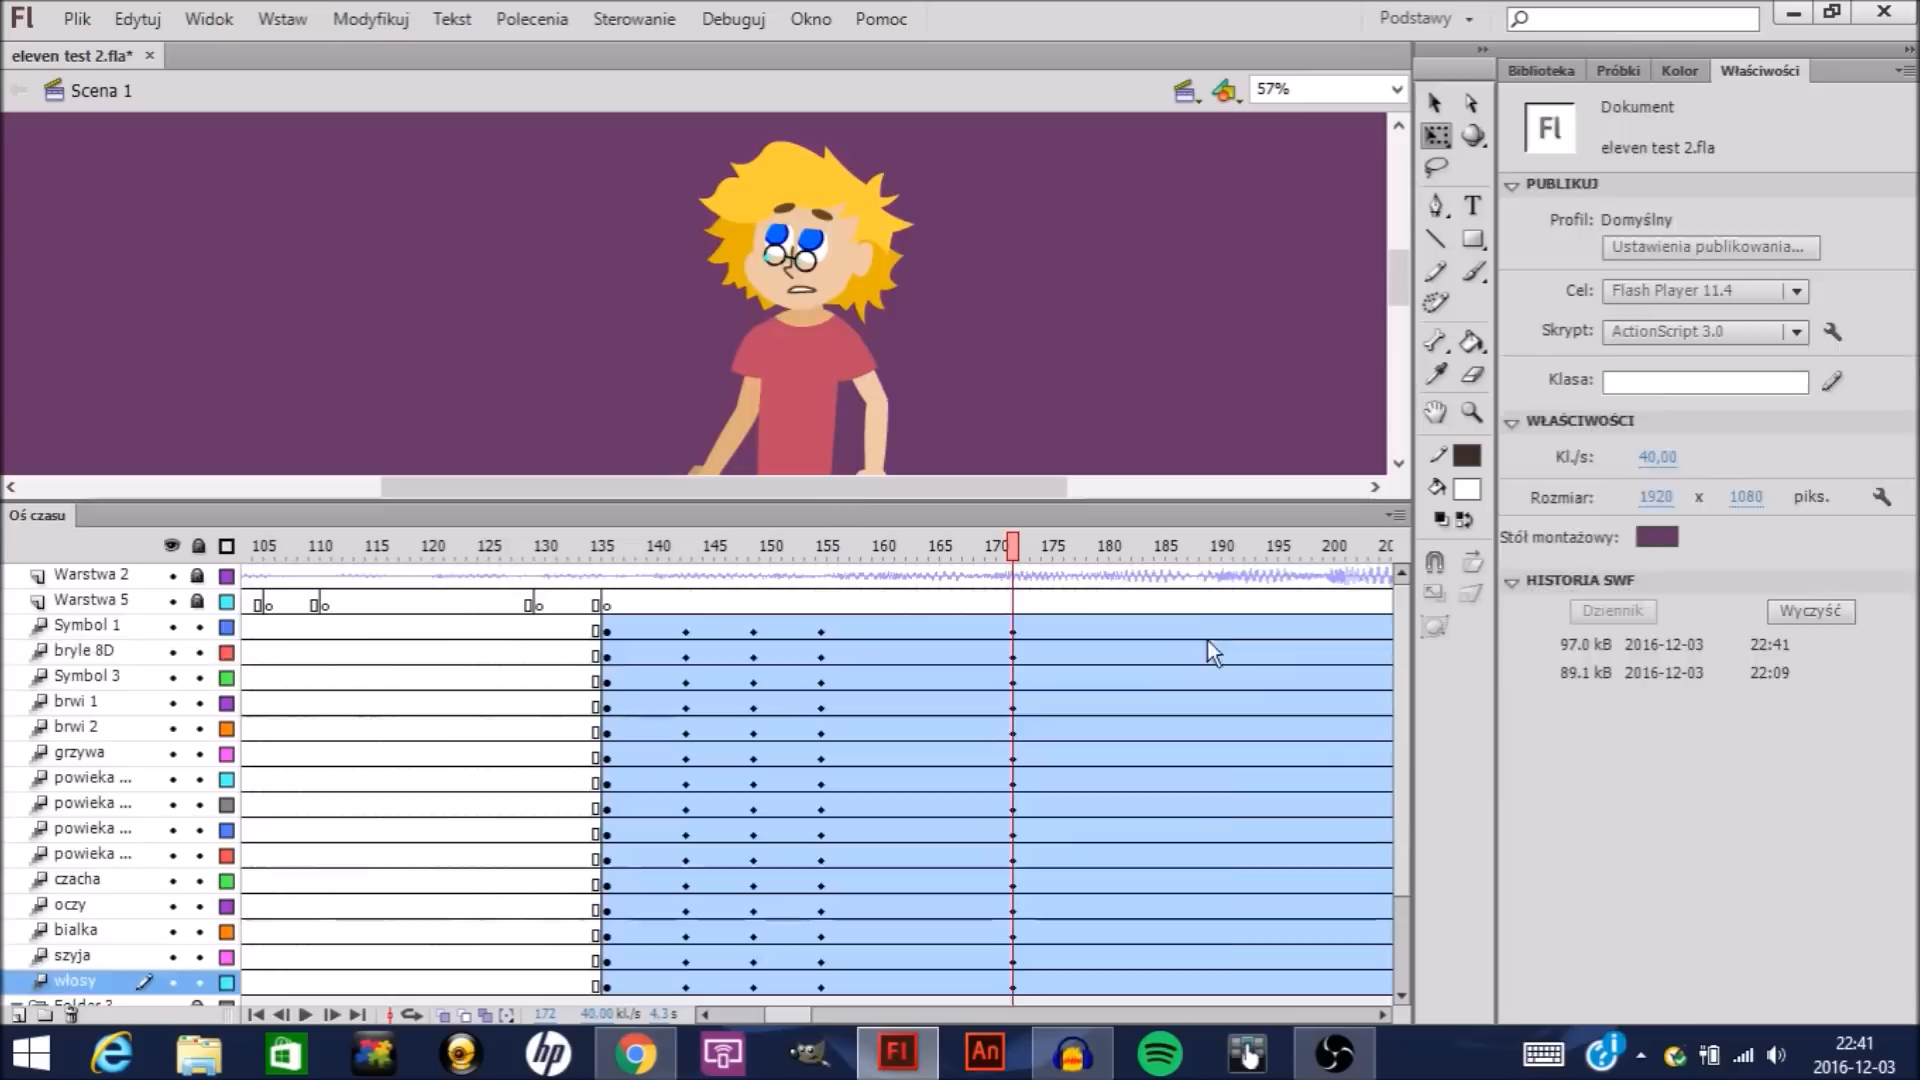 Fl Plik Edytuj Widok Wstaw Modyfikuj Tekst Polecenia Sterowanie Debuguj Okno Pomoc Podstawy
eleven test 2.fla* ×
Scena 1 57%
Biblioteka Próbki Kolor Właściwości
Fl Dokument
eleven test 2.fla
PUBLIKUJ
Profil: Domyślny
Ustawienia publikowania...
Cel: Flash Player 11.4
Skrypt: ActionScript 3.0
Klasa:
WŁAŚCIWOŚCI
Kl./s: 40,00
Rozmiar: 1920 x 1080 piks.
Stół montażowy:
HISTORIA SWF
Dziennik Wyczyść
97.0 kB 2016-12-03 22:41
89.1 kB 2016-12-03 22:09
T
Oś czasu
105 110 115 120 125 130 135 140 145 150 155 160 165 170 175 180 185 190 195 200 20
Warstwa 2
Warstwa 5
Symbol 1
bryle 8D
Symbol 3
brwi 1
brwi 2
grzywa
powieka ...
powieka ...
powieka ...
powieka ...
czacha
oczy
bialka
szyja
włosy
172 40.00 kl./s 4.3 s
hp Fl An
22:41
2016-12-03